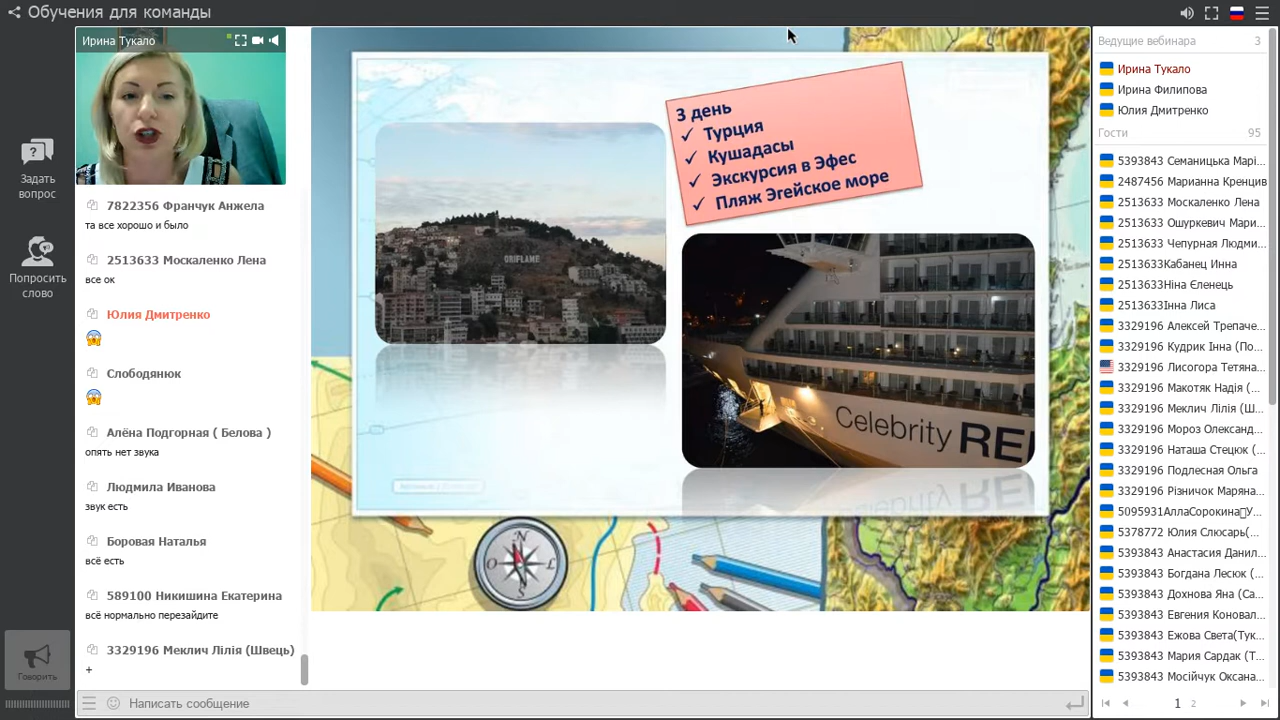 Обучения для команды
Ирина Тукало
Задать
вопрос
Попросить
слово
Говорить
7822356 Франчук Анжела
та все хорошо и было
2513633 Москаленко Лена
все ок
Юлия Дмитренко
Слободянюк
Алёна Подгорная ( Белова )
опять нет звука
Людмила Иванова
звук есть
Боровая Наталья
всё есть
589100 Никишина Екатерина
всё нормально перезайдите
3329196 Меклич Лілія (Швець)
+
Написать сообщение
3 день
✓ Турция
✓ Кушадасы
✓ Экскурсия в Эфес
✓ Пляж Эгейское море
ORIFLAME
Celebrity REI
N
O L
S
Ведущие вебинара 3
Ирина Тукало
Ирина Филипова
Юлия Дмитренко
Гости 95
5393843 Семаницька Марі...
2487456 Марианна Кренцив
2513633 Москаленко Лена
2513633 Ошуркевич Мари...
2513633 Чепурная Людми...
2513633Кабанец Инна
2513633Ніна Єленець
2513633Інна Лиса
3329196 Алексей Трепаче...
3329196 Кудрик Інна (По...
3329196 Лисогора Тетяна...
3329196 Макотяк Надія (...
3329196 Меклич Лілія (Ш...
3329196 Мороз Олександ...
3329196 Наташа Стецюк (...
3329196 Подлесная Ольга
3329196 Різничок Маряна...
5095931АллаСорокина У...
5378772 Юлия Слюсарь(...
5393843 Анастасия Данил...
5393843 Богдана Лесюк (...
5393843 Дохнова Яна (Са...
5393843 Евгения Коновал...
5393843 Ежова Света(Тук...
5393843 Мария Сардак (Т...
5393843 Мосійчук Оксана...
1 2